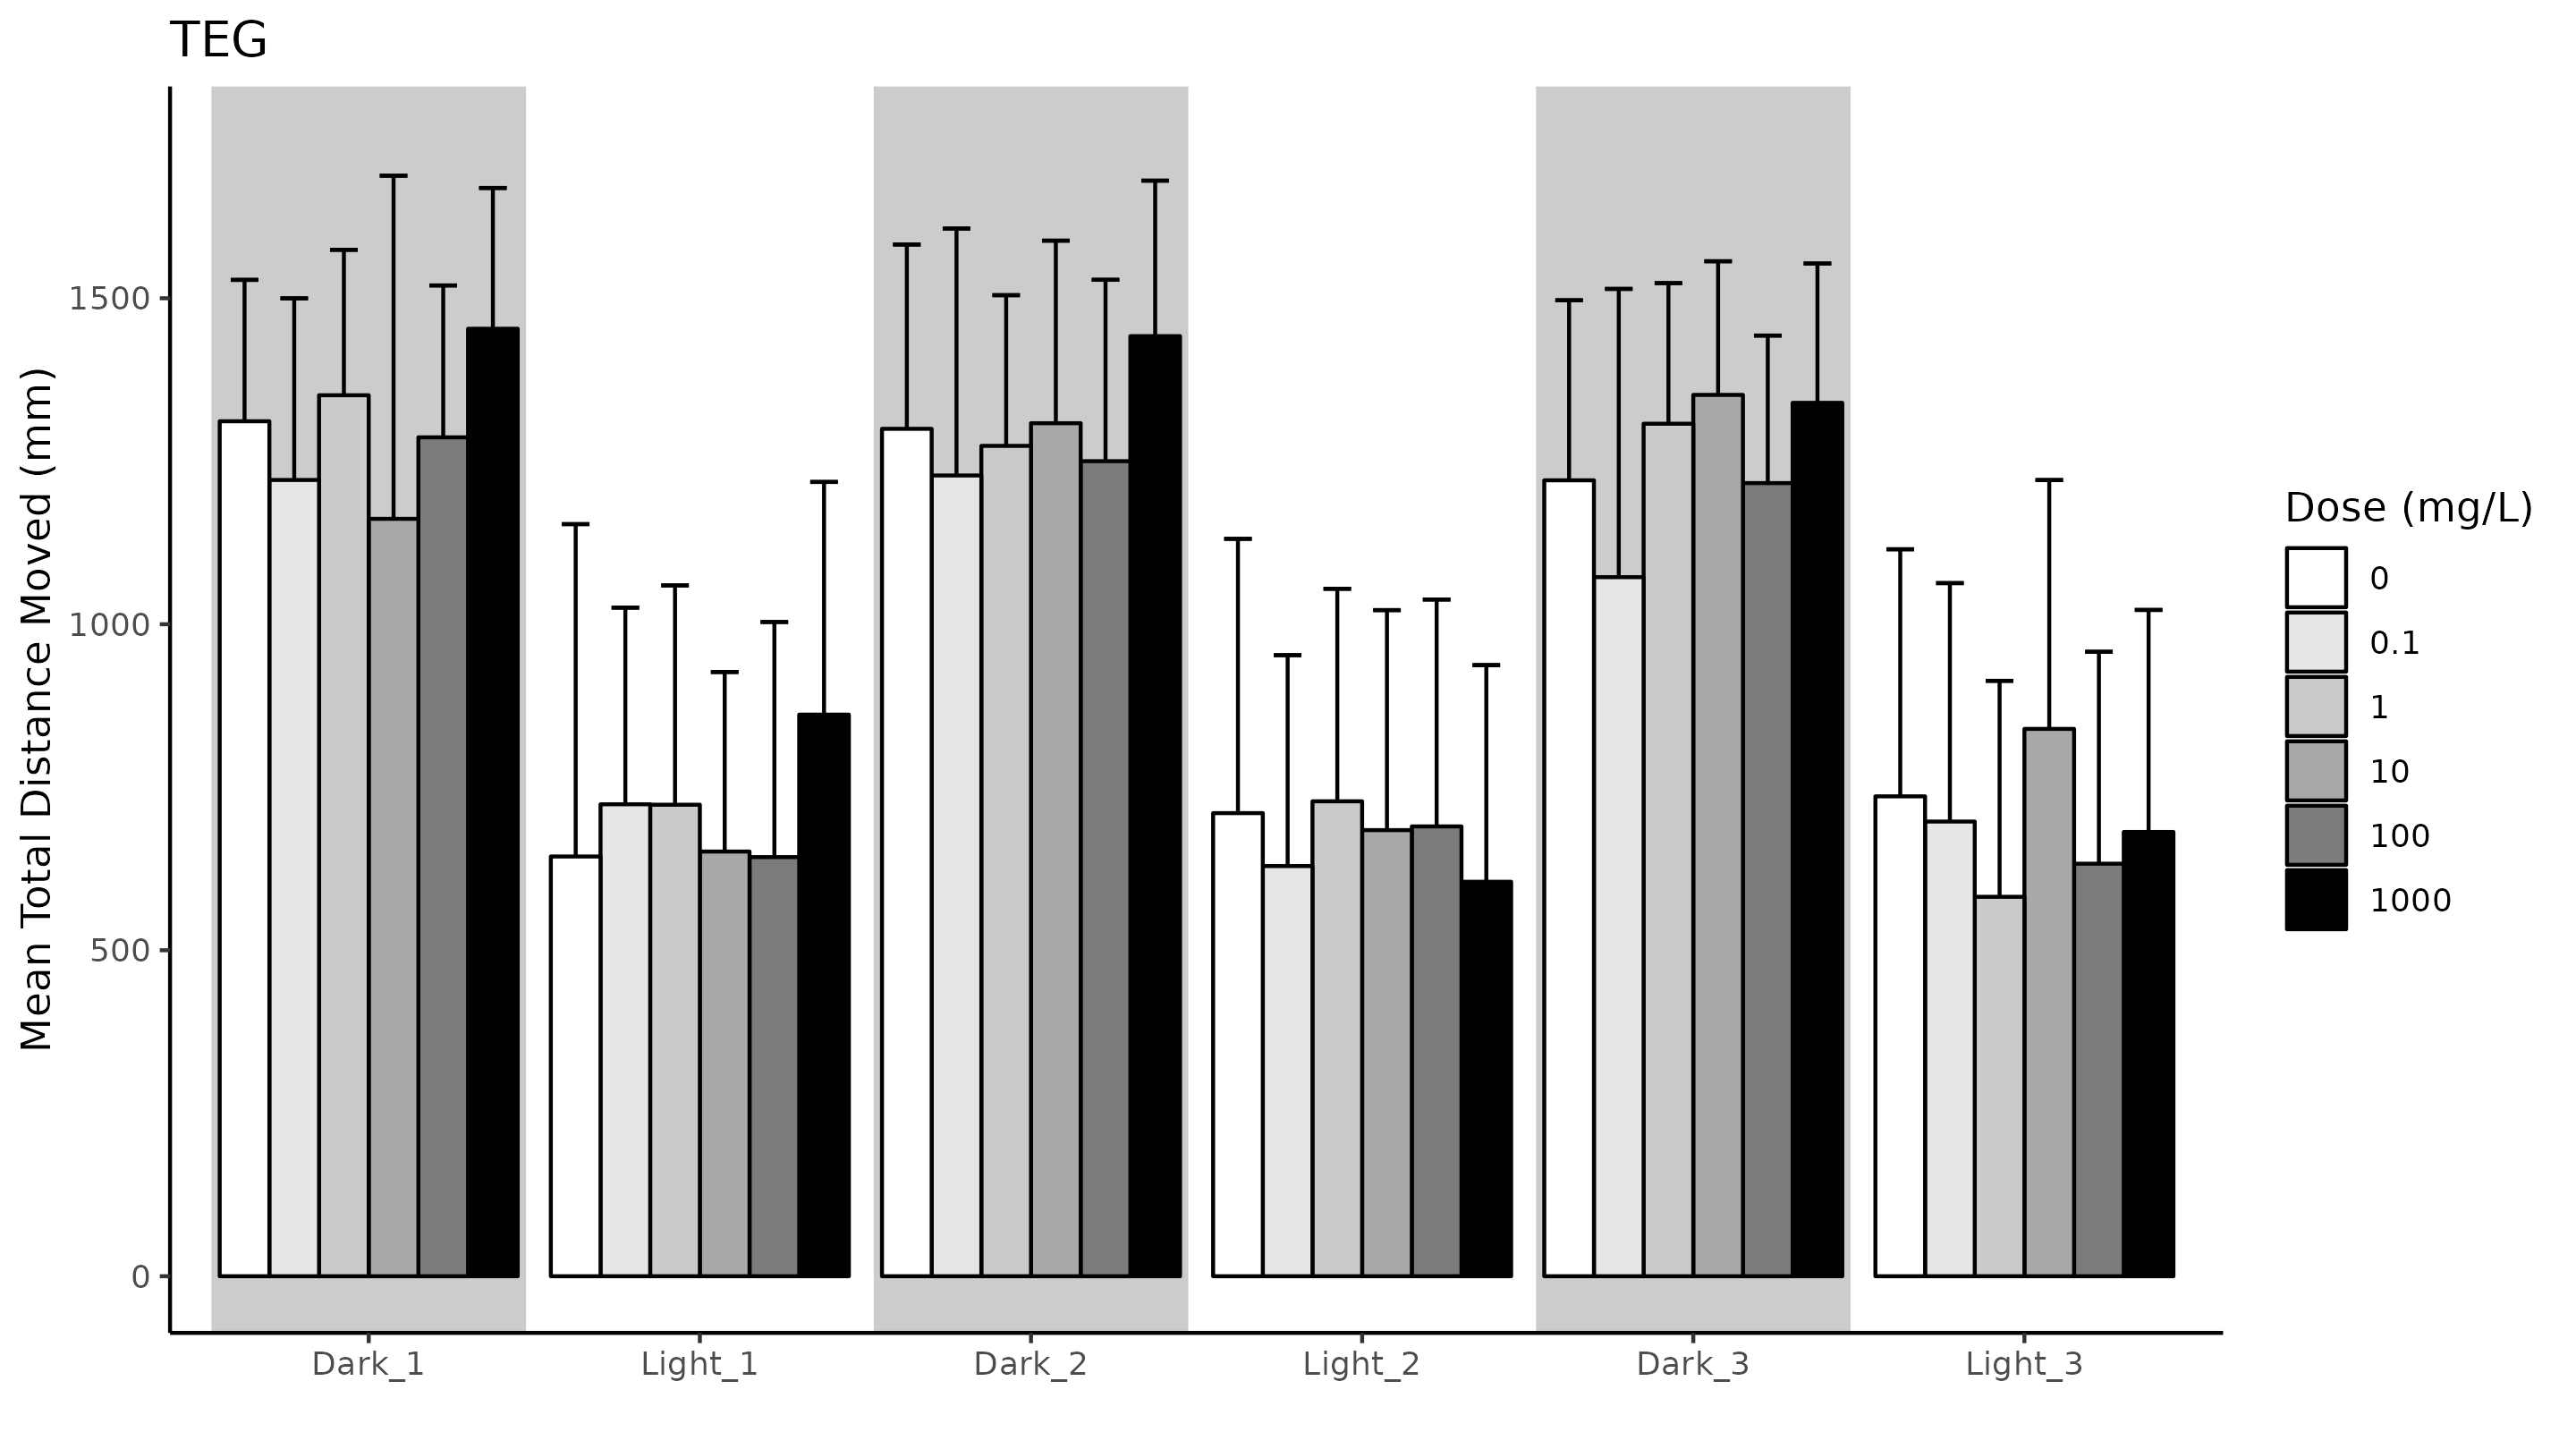 TEG
Mean Total Distance Moved (mm)
1500
1000
500
0
Dark_1
Light_1
Dark_2
Light_2
Dark_3
Light_3
Dose (mg/L)
0
0.1
1
10
100
1000